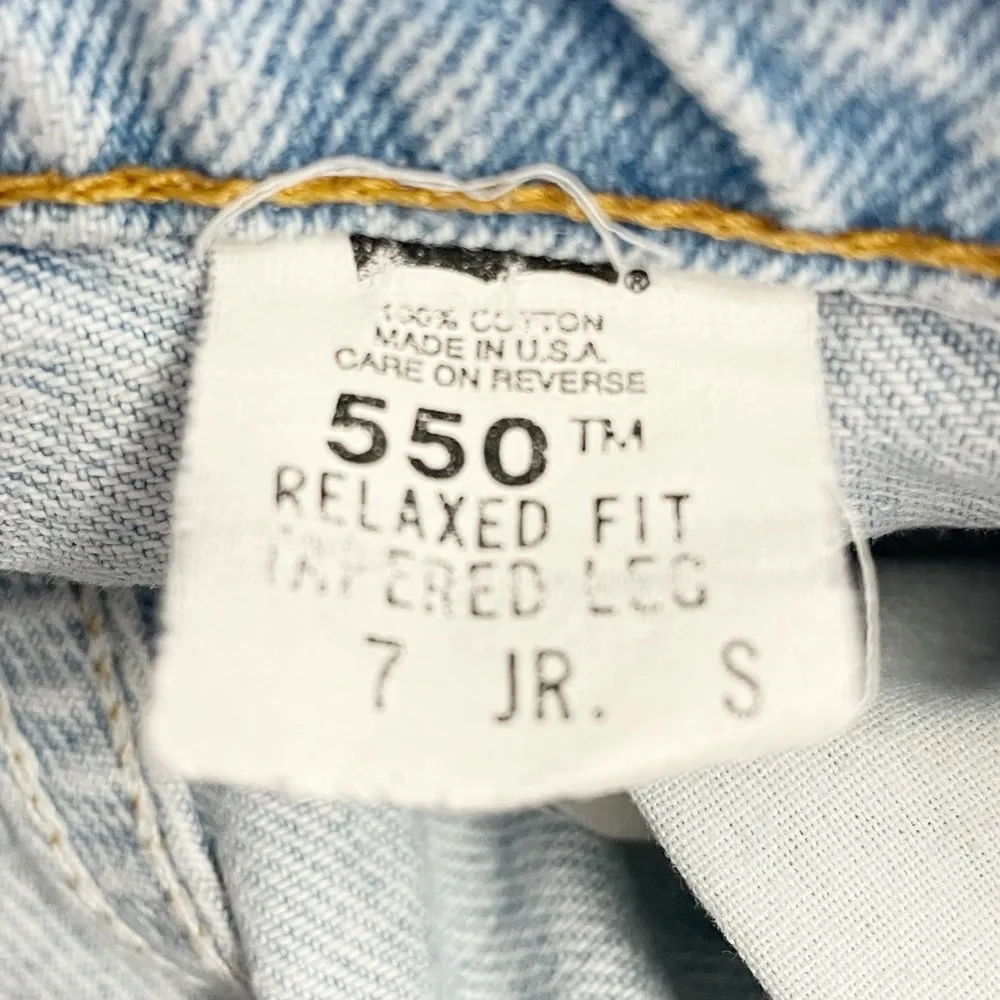 ®
100% COTTON
MADE IN U.S.A.
CARE ON REVERSE
550™
RELAXED FIT
TAPERED LEG
7 JR. S